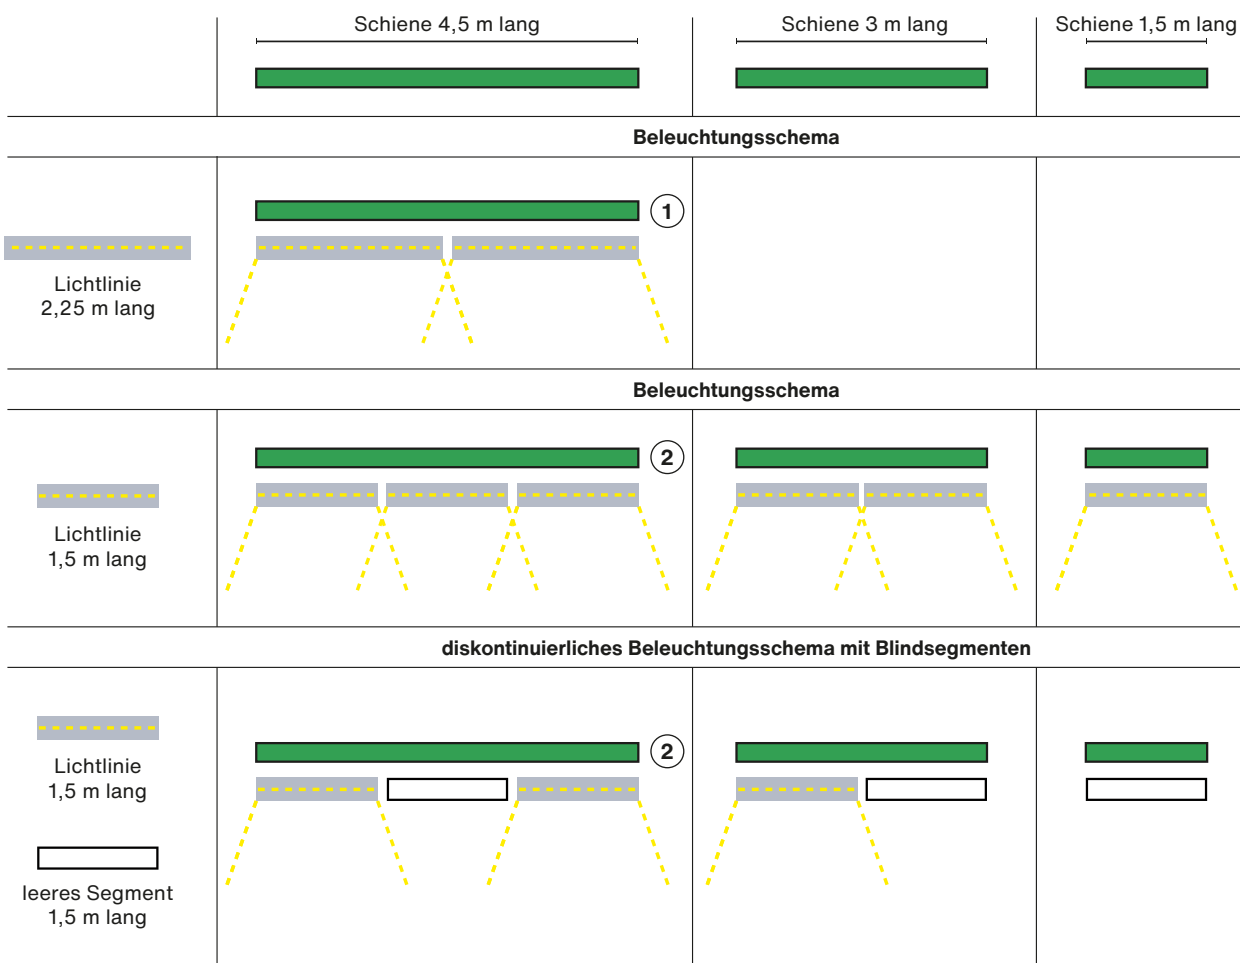 Schiene 4,5 m lang
Schiene 3 m lang
Schiene 1,5 m lang
Beleuchtungsschema
1
Lichtlinie
2,25 m lang
Beleuchtungsschema
2
Lichtlinie
1,5 m lang
diskontinuierliches Beleuchtungsschema mit Blindsegmenten
2
Lichtlinie
1,5 m lang
leeres Segment
1,5 m lang